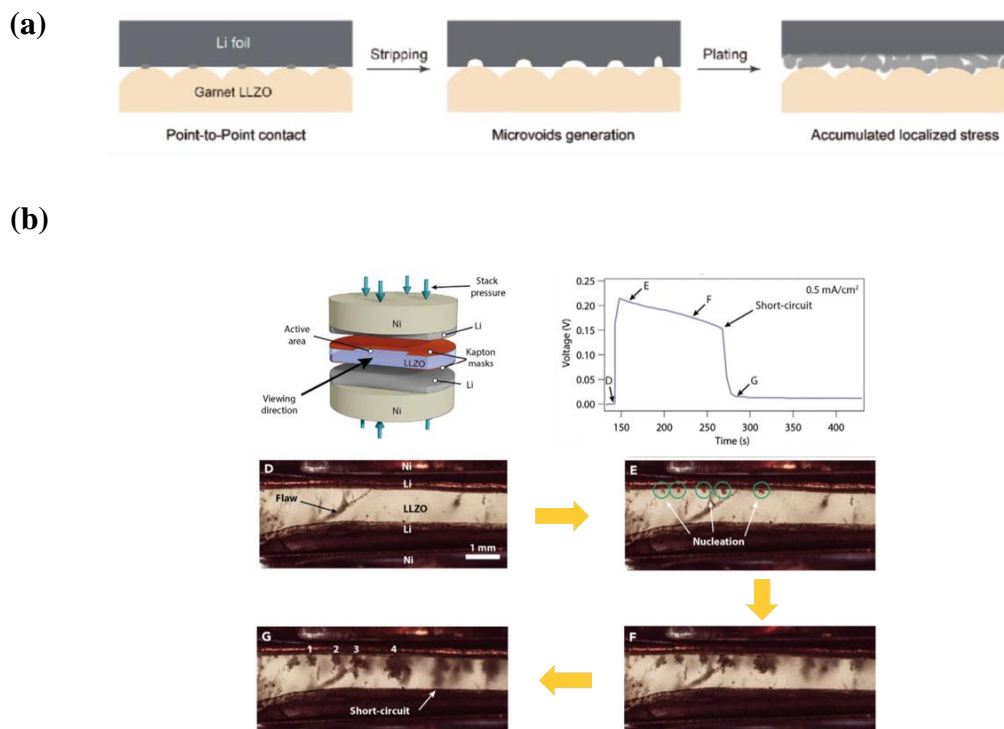 (a)
Li foil
Garnet LLZO
Stripping
Plating
Point-to-Point contact
Microvoids generation
Accumulated localized stress
(b)
Stack
pressure
Ni
Li
Active
area
LLZO
Kapton
masks
Viewing
direction
Li
Ni
0.25
0.20
0.15
0.10
0.05
0.00
Voltage (V)
0.5 mA/cm²
E
F
Short-circuit
D
G
150
200
250
300
350
400
Time (s)
D
Ni
Li
Flaw
LLZO
Li
1 mm
Ni
E
Nucleation
G
1 2 3 4
Short-circuit
F